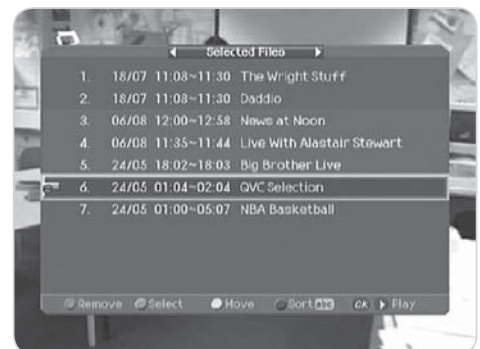 Selected Files
1. 18/07 11:08~11:30 The Wright Stuff
2. 18/07 11:08~11:30 Daddio
3. 06/08 12:00~12:58 News at Noon
4. 06/08 11:35~11:44 Live With Alastair Stewart
5. 24/05 18:02~18:03 Big Brother Live
6. 24/05 01:04~02:04 QVC Selection
7. 24/05 01:00~05:07 NBA Basketball
Remove Select Move Sort abc OK Play